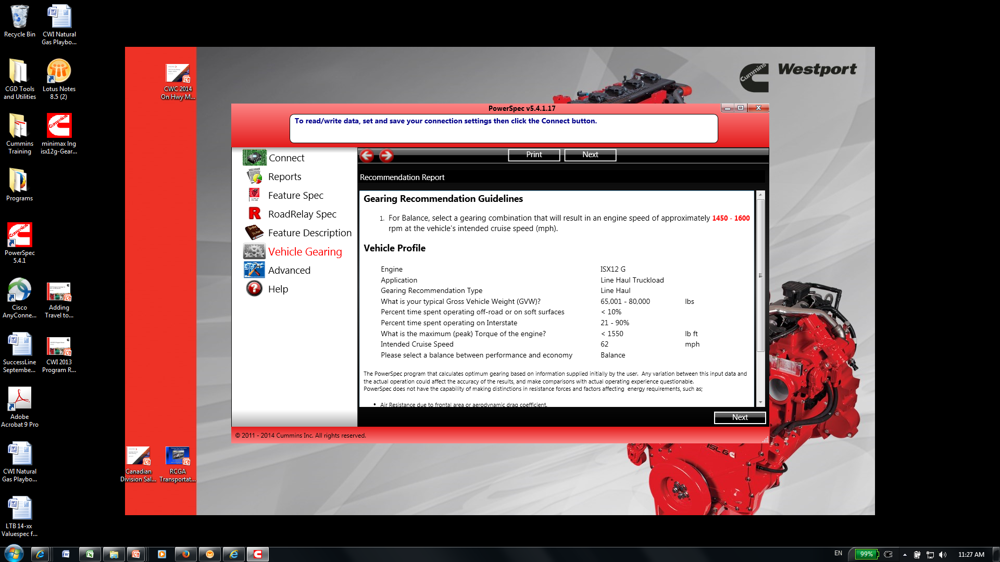 Recycle Bin
CWI Natural
Gas Playbo...
CGD Tools
and Utilities
Lotus Notes
8.5 (2)
Cummins
Training
minimax lng
isx12g-Gear...
Programs
PowerSpec
5.4.1
Cisco
AnyConne...
Adding
Travel to...
SuccessLine
Septembe...
CWI 2013
Program R...
Adobe
Acrobat 9 Pro
CWI Natural
Gas Playbo...
LTB 14-xx
Valuespec f...
CWC 2014
On Hwy M...
Canadian
Division Sal...
RCGA
Transportat...
Cummins
Westport
PowerSpec v5.4.1.17
To read/write data, set and save your connection settings then click the Connect button.
Connect
Reports
Feature Spec
RoadRelay Spec
Feature Description
Vehicle Gearing
Advanced
Help
Print
Next
Recommendation Report
Gearing Recommendation Guidelines
1. For Balance, select a gearing combination that will result in an engine speed of approximately 1450 - 1600
rpm at the vehicle's intended cruise speed (mph).
Vehicle Profile
Engine ISX12 G
Application Line Haul Truckload
Gearing Recommendation Type Line Haul
What is your typical Gross Vehicle Weight (GVW)? 65,001 - 80,000 lbs
Percent time spent operating off-road or on soft surfaces < 10%
Percent time spent operating on Interstate 21 - 90%
What is the maximum (peak) Torque of the engine? < 1550 lb ft
Intended Cruise Speed 62 mph
Please select a balance between performance and economy Balance
The PowerSpec program that calculates optimum gearing based on information supplied initially by the user. Any variation between this input data and
the actual operation could affect the accuracy of the results, and make comparisons with actual operating experience questionable.
PowerSpec does not have the capability of making distinctions in resistance forces and factors affecting energy requirements, such as;
• Air Resistance due to frontal area or aerodynamic drag coefficient.
Next
© 2011 - 2014 Cummins Inc. All rights reserved.
ISL G
EN
99%
11:27 AM